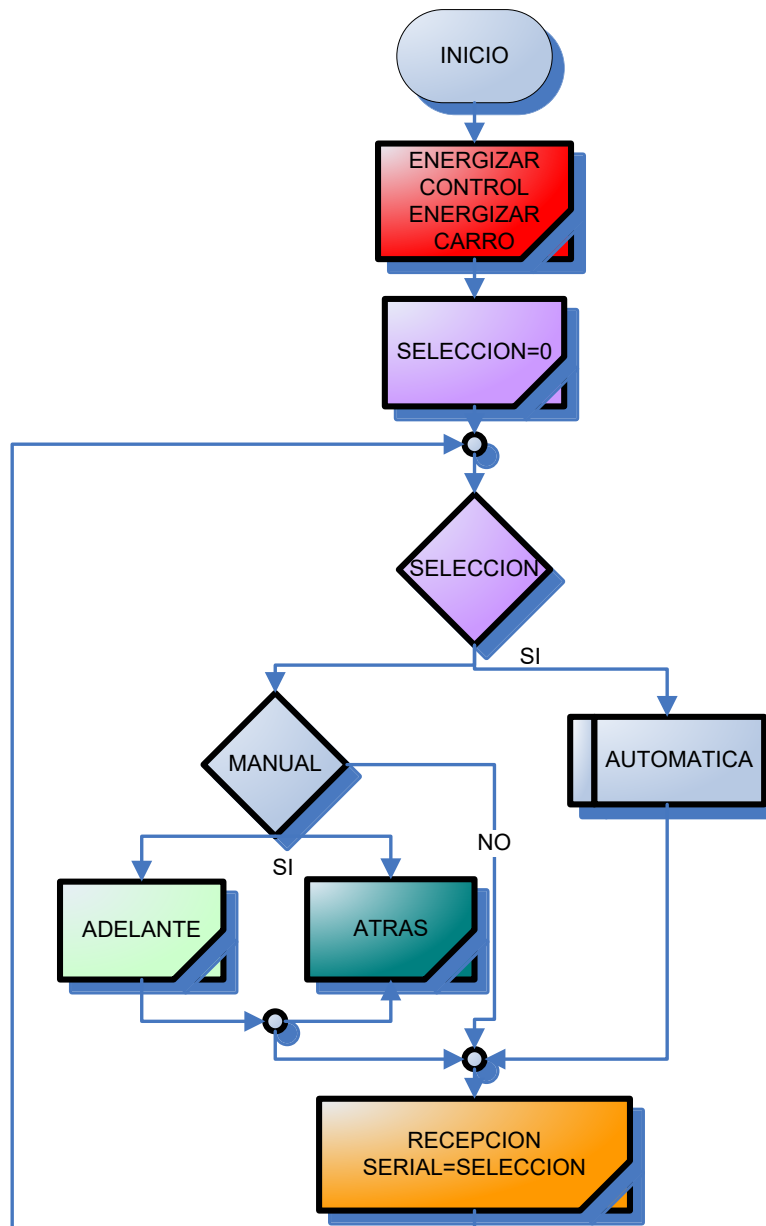 INICIO
ENERGIZAR
CONTROL
ENERGIZAR
CARRO
SELECCION=0
SELECCION
SI
MANUAL
AUTOMATICA
NO
SI
ADELANTE
ATRAS
RECEPCION
SERIAL=SELECCION